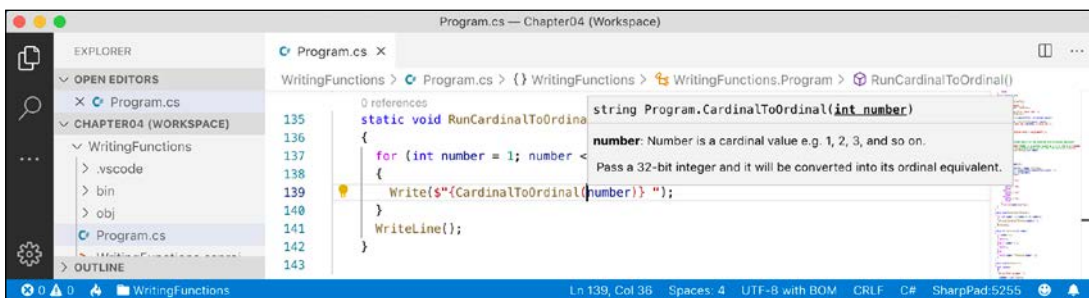 Program.cs — Chapter04 (Workspace)
EXPLORER
Program.cs
OPEN EDITORS
Program.cs
CHAPTER04 (WORKSPACE)
WritingFunctions
.vscode
bin
obj
Program.cs
OUTLINE
WritingFunctions > Program.cs > {} WritingFunctions > WritingFunctions.Program > RunCardinalToOrdinal()
0 references
135 static void RunCardinalToOrdina
136 {
137 for (int number = 1; number <
138 {
139 Write($"{CardinalToOrdinal(number)} ");
140 }
141 WriteLine();
142 }
143
string Program.CardinalToOrdinal(int number)
number: Number is a cardinal value e.g. 1, 2, 3, and so on.
Pass a 32-bit integer and it will be converted into its ordinal equivalent.
0 0 WritingFunctions Ln 139, Col 36 Spaces: 4 UTF-8 with BOM CRLF C# SharpPad:5255